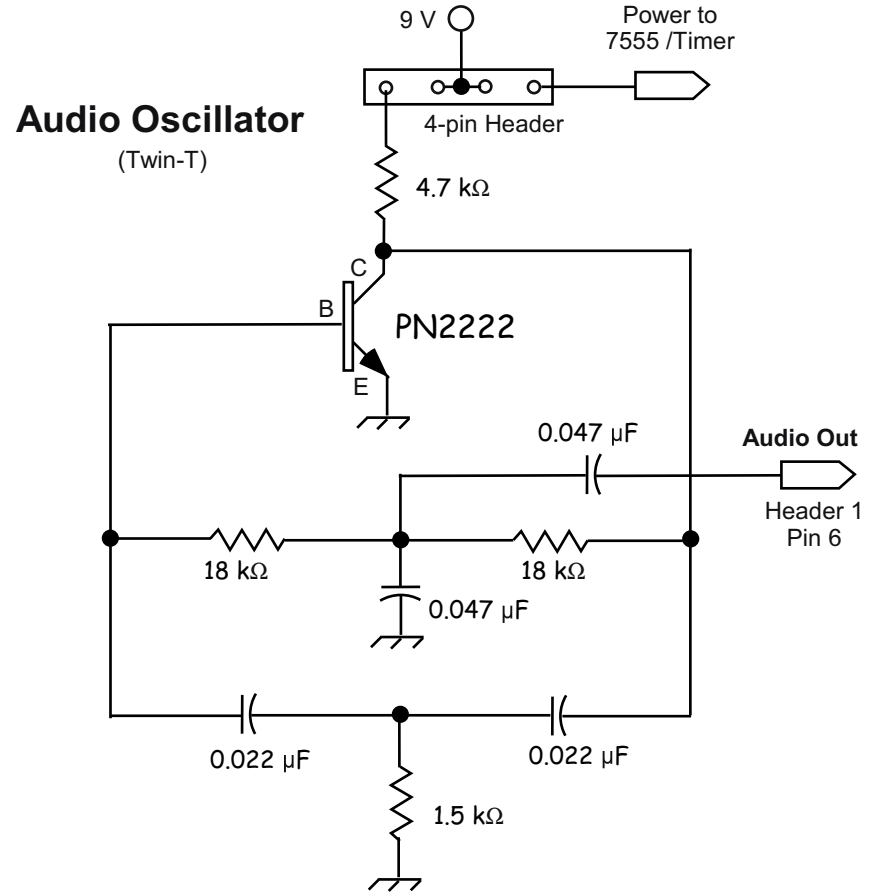 9 V
Power to
7555 /Timer
4-pin Header
Audio Oscillator
(Twin-T)
4.7 kΩ
C
B
PN2222
E
0.047 µF
Audio Out
Header 1
Pin 6
18 kΩ
18 kΩ
0.047 µF
0.022 µF
0.022 µF
1.5 kΩ